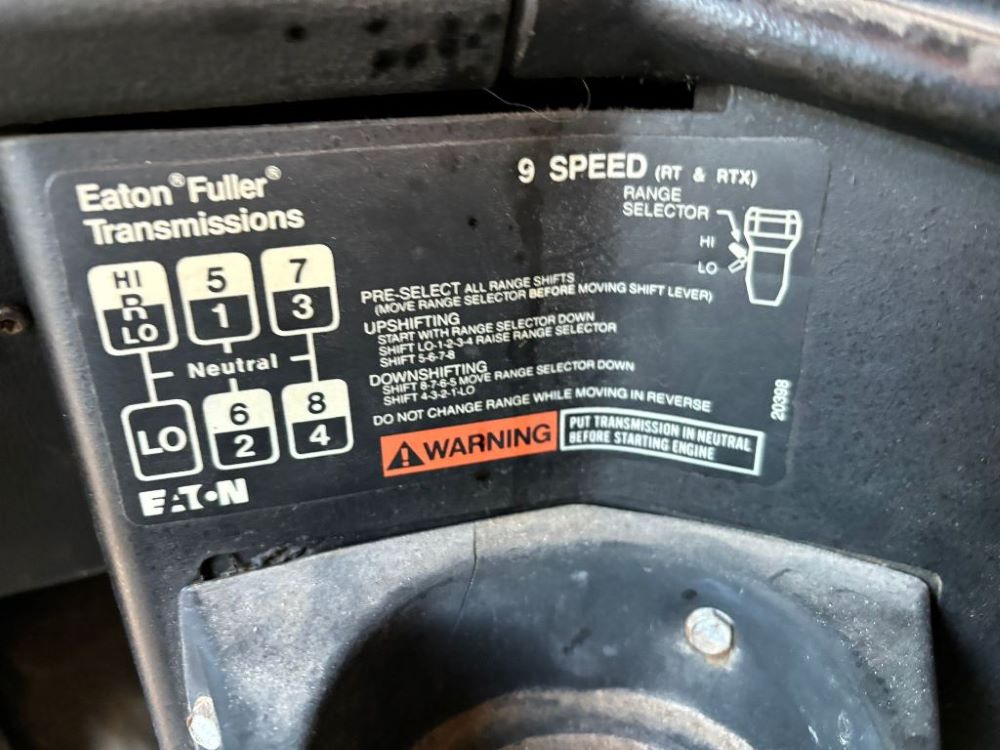 Eaton® Fuller®
Transmissions
9 SPEED (RT & RTX)
RANGE
SELECTOR
HI
LO
HI
R
LO
5
1
7
3
Neutral
LO
6
2
8
4
EATON
PRE-SELECT ALL RANGE SHIFTS
(MOVE RANGE SELECTOR BEFORE MOVING SHIFT LEVER)
UPSHIFTING
START WITH RANGE SELECTOR DOWN
SHIFT LO-1-2-3-4 RAISE RANGE SELECTOR
SHIFT 5-6-7-8
DOWNSHIFTING
SHIFT 8-7-6-5 MOVE RANGE SELECTOR DOWN
SHIFT 4-3-2-1-LO
DO NOT CHANGE RANGE WHILE MOVING IN REVERSE
WARNING
PUT TRANSMISSION IN NEUTRAL
BEFORE STARTING ENGINE
20398